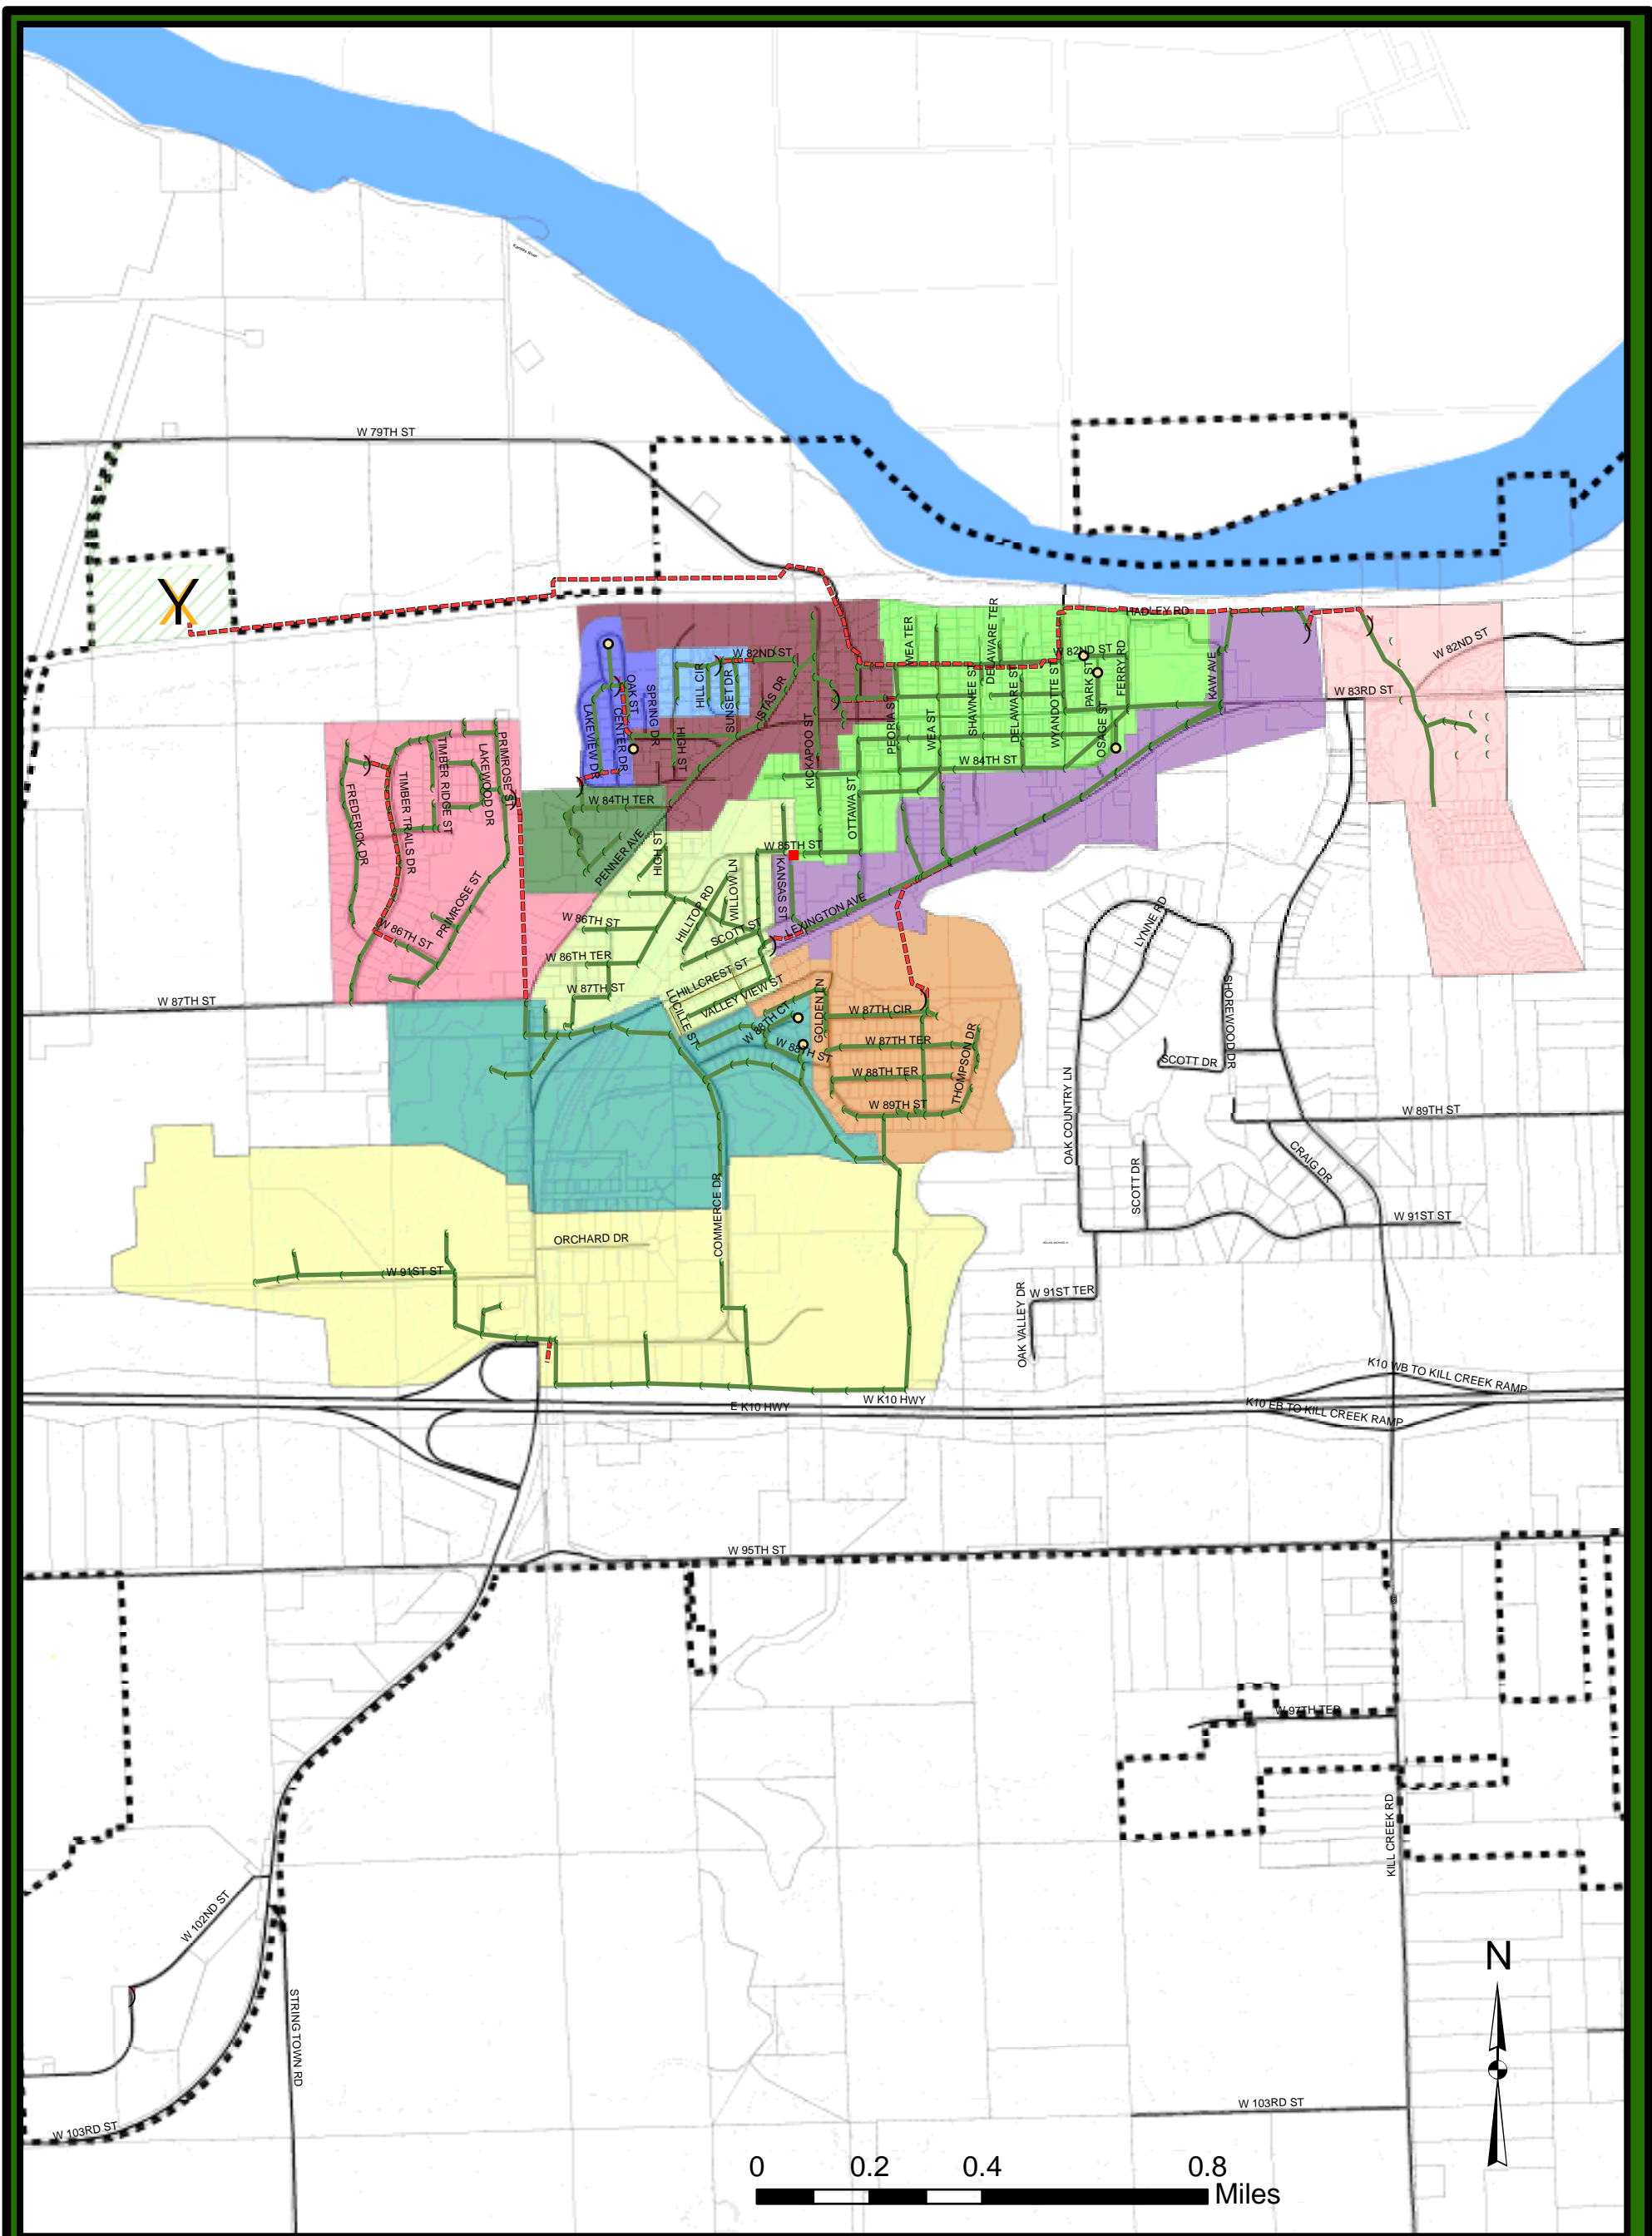 Kansas River
W 79TH ST
Y
HADLEY RD
WEA TER
DELAWARE TER
W 82ND ST
W 82ND ST
W 82ND ST
OAK ST
SPRING DR
HILL CIR
SUNSET DR
SHAWNEE ST
DELAWARE ST
WYANDOTTE ST
PARK ST
FERRY RD
KAW AVE
W 83RD ST
LAKEVIEW DR
CENTER DR
HIGH ST
KICKAPOO ST
PEORIA ST
WEA ST
OSAGE ST
PRIMROSE ST
TIMBER RIDGE ST
LAKEWOOD DR
W 84TH ST
FREDERICK DR
TIMBER TRAILS DR
W 84TH TER
OTTAWA ST
PENNER AVE
HIGH ST
W 85TH ST
WILLOW LN
KANSAS ST
PRIMROSE ST
HILLTOP RD
LEXINGTON AVE
W 86TH ST
W 86TH ST
SCOTT ST
LYNNE RD
W 86TH TER
HILLCREST ST
W 87TH ST
W 87TH ST
VALLEY VIEW ST
LUCILLE ST
W 88TH CT
GOLDEN LN
W 87TH CIR
SHOREWOOD DR
W 88TH ST
W 87TH TER
THOMPSON DR
SCOTT DR
W 88TH TER
W 89TH ST
OAK COUNTRY LN
W 89TH ST
CRAIG DR
SCOTT DR
COMMERCE DR
W 91ST ST
ORCHARD DR
W 91ST ST
W 91ST TER
OAK VALLEY DR
K10 WB TO KILL CREEK RAMP
W K10 HWY
E K10 HWY
K10 EB TO KILL CREEK RAMP
W 95TH ST
W 97TH TER
KILL CREEK RD
W 102ND ST
N
STRING TOWN RD
W 103RD ST
W 103RD ST
0 0.2 0.4 0.8
Miles